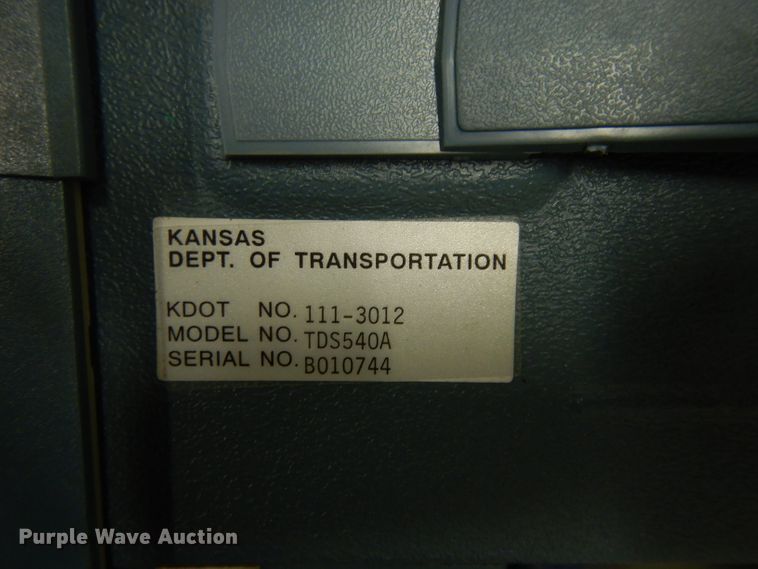 KANSAS
DEPT. OF TRANSPORTATION
KDOT NO. 111-3012
MODEL NO. TDS540A
SERIAL NO. B010744
Purple Wave Auction